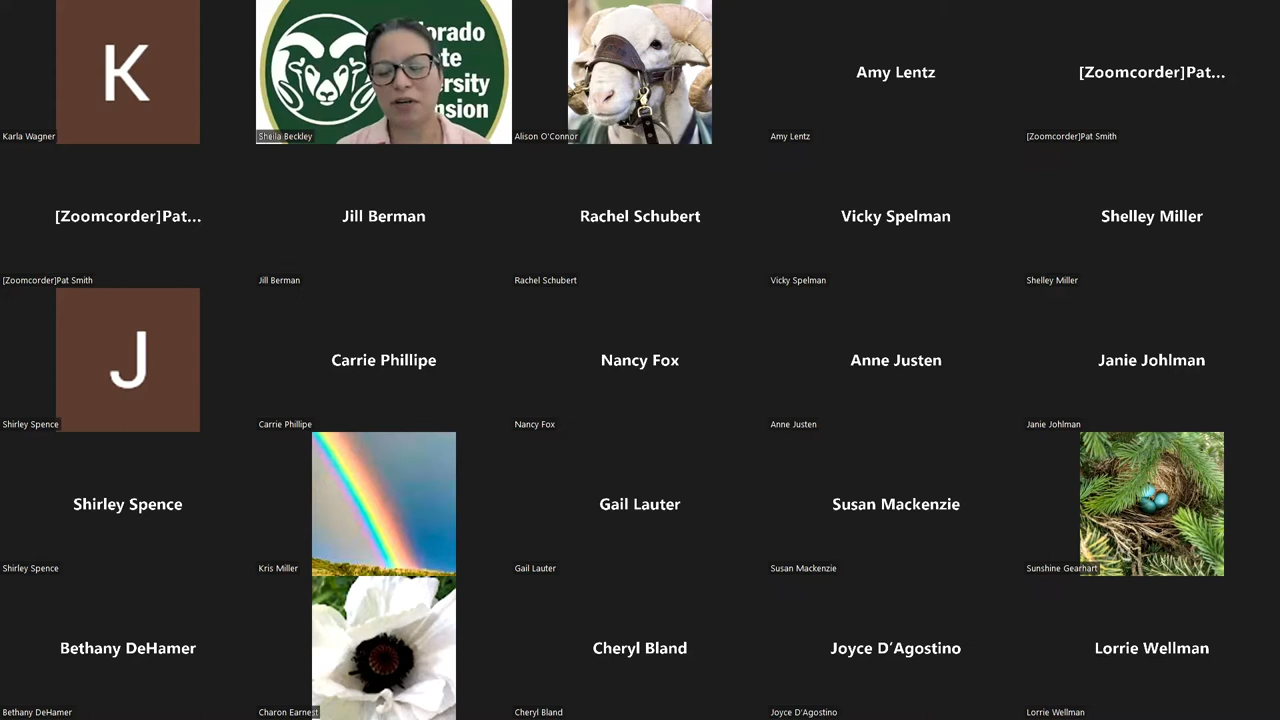 K
Karla Wagner
orado
te
ersity
nsion
Sheila Beckley
Alison O'Connor
Amy Lentz
Amy Lentz
[Zoomcorder]Pat...
[Zoomcorder]Pat Smith
[Zoomcorder]Pat...
[Zoomcorder]Pat Smith
Jill Berman
Jill Berman
Rachel Schubert
Rachel Schubert
Vicky Spelman
Vicky Spelman
Shelley Miller
Shelley Miller
J
Shirley Spence
Carrie Phillipe
Carrie Phillipe
Nancy Fox
Nancy Fox
Anne Justen
Anne Justen
Janie Johlman
Janie Johlman
Shirley Spence
Shirley Spence
Kris Miller
Gail Lauter
Gail Lauter
Susan Mackenzie
Susan Mackenzie
Sunshine Gearhart
Bethany DeHamer
Bethany DeHamer
Charon Earnest
Cheryl Bland
Cheryl Bland
Joyce D’Agostino
Joyce D'Agostino
Lorrie Wellman
Lorrie Wellman